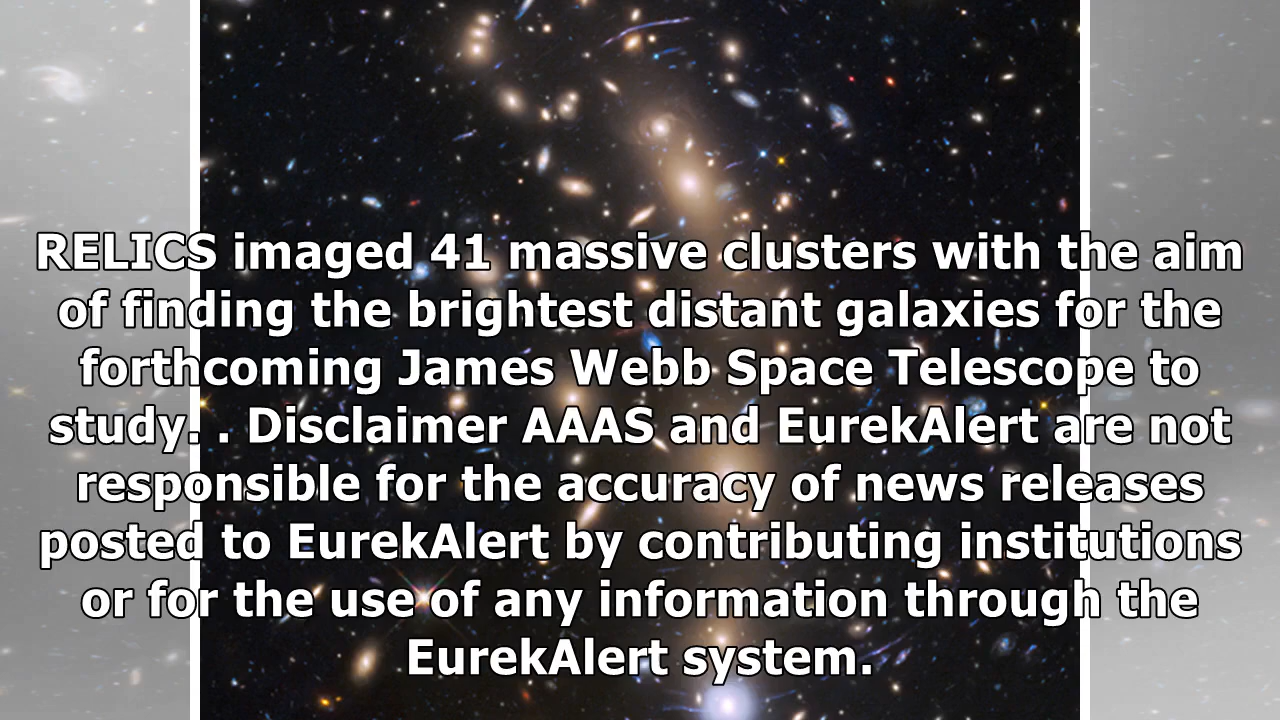 RELICS imaged 41 massive clusters with the aim
of finding the brightest distant galaxies for the
forthcoming James Webb Space Telescope to
study. . Disclaimer AAAS and EurekAlert are not
responsible for the accuracy of news releases
posted to EurekAlert by contributing institutions
or for the use of any information through the
EurekAlert system.